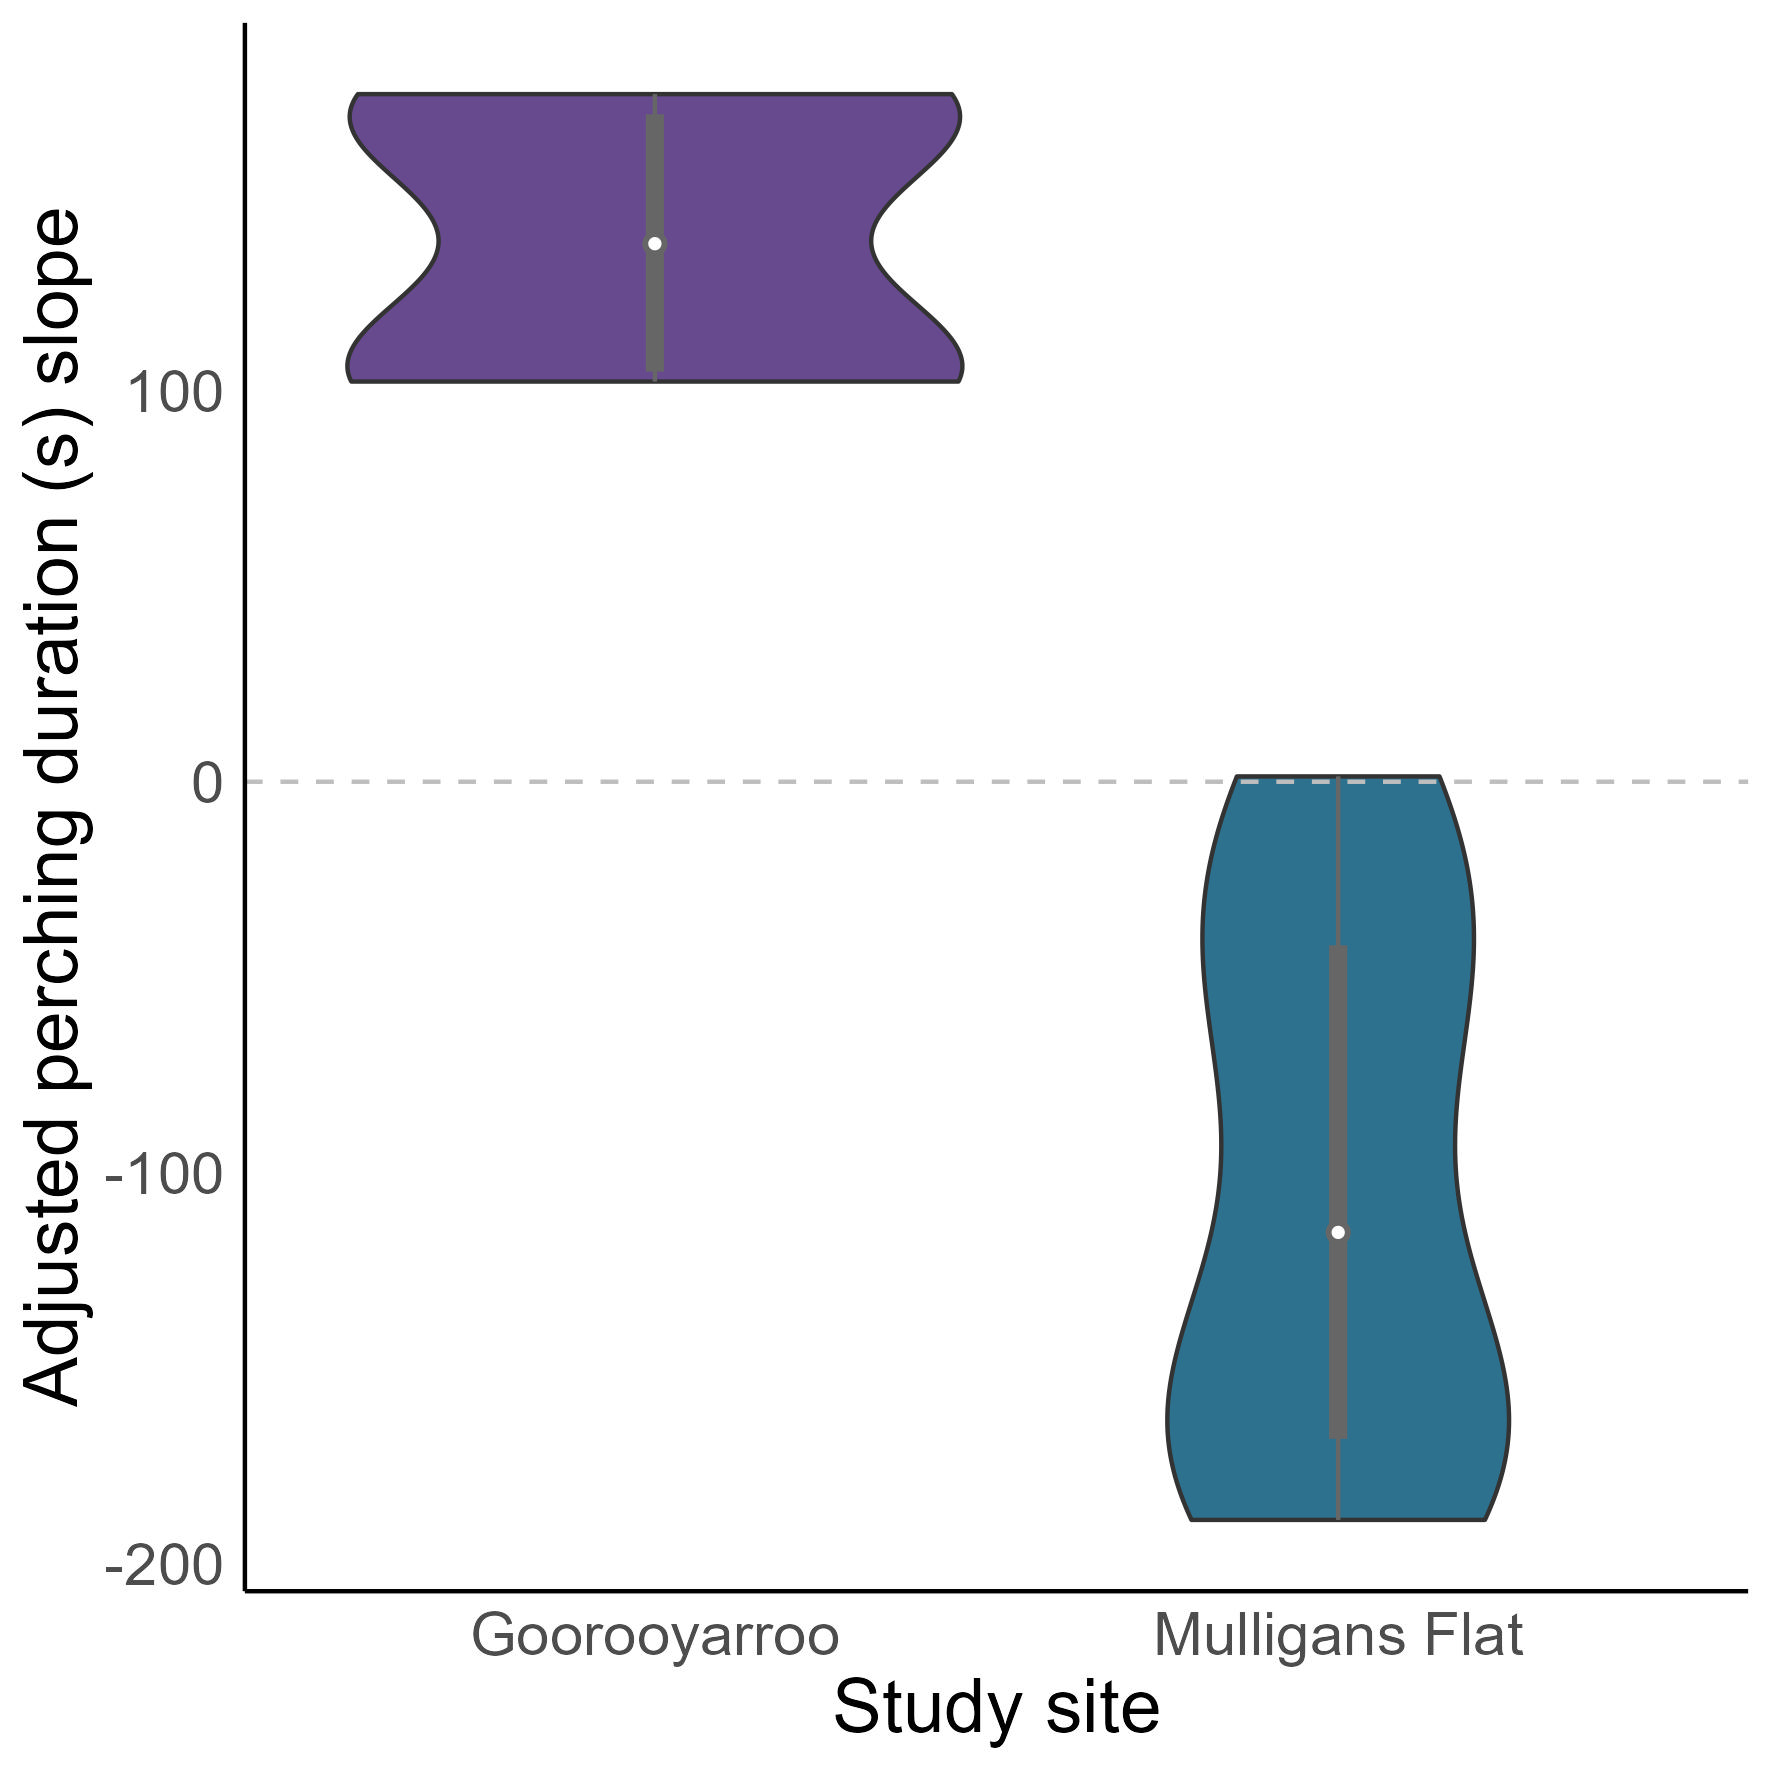 Adjusted perching duration (s) slope
100
0
-100
-200
Goorooyarroo
Mulligans Flat
Study site